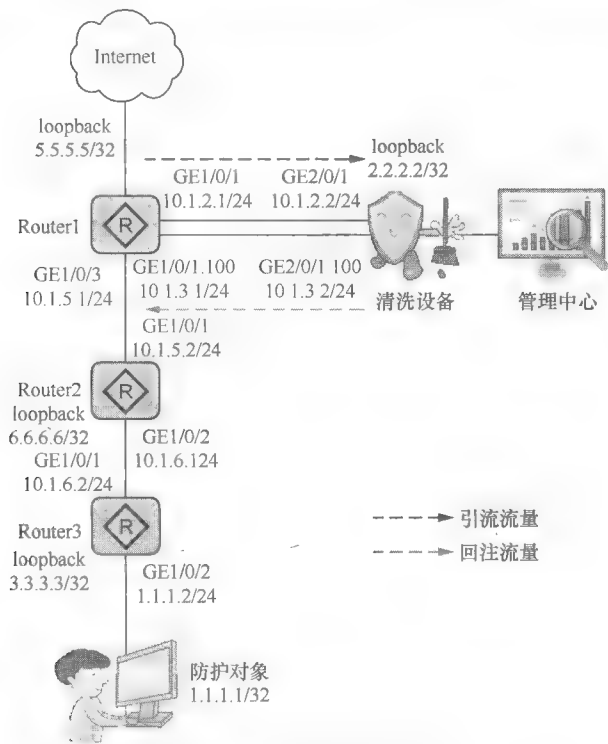 Internet
loopback
5.5.5.5/32
loopback
2.2.2.2/32
GE1/0/1
10.1.2.1/24
GE2/0/1
10.1.2.2/24
Router1
R
GE1/0/3
10.1.5 1/24
GE1/0/1.100
10 1.3 1/24
GE2/0/1 100
10 1.3 2/24
清洗设备
管理中心
GE1/0/1
10.1.5.2/24
Router2
loopback
6.6.6.6/32
R
GE1/0/2
10.1.6.124
GE1/0/1
10.1.6.2/24
Router3
loopback
3.3.3.3/32
R
GE1/0/2
1.1.1.2/24
引流流量
回注流量
防护对象
1.1.1.1/32